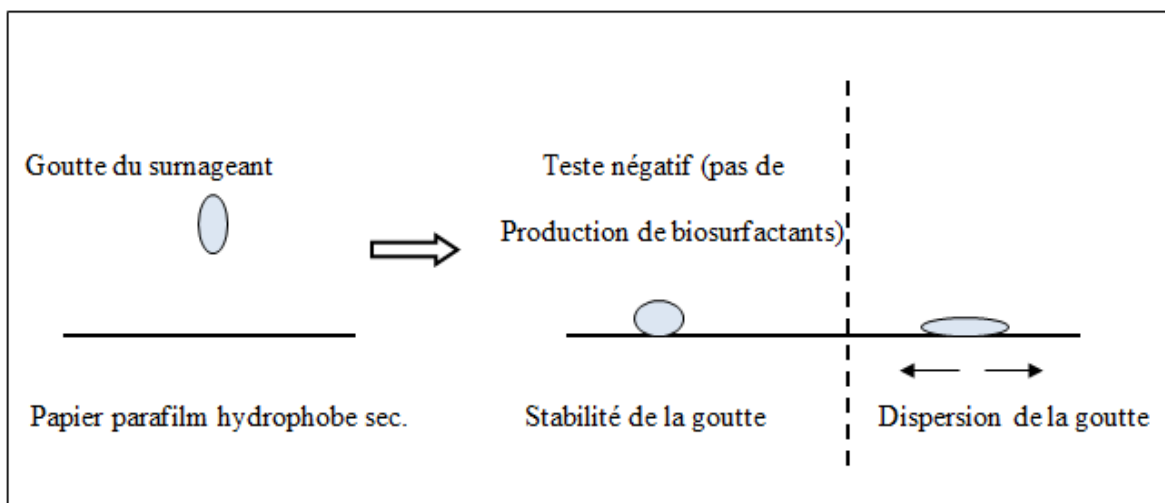 Goutte du surnageant
Teste négatif (pas de
Production de biosurfactants)
Papier parafilm hydrophobe sec.
Stabilité de la goutte
Dispersion de la goutte